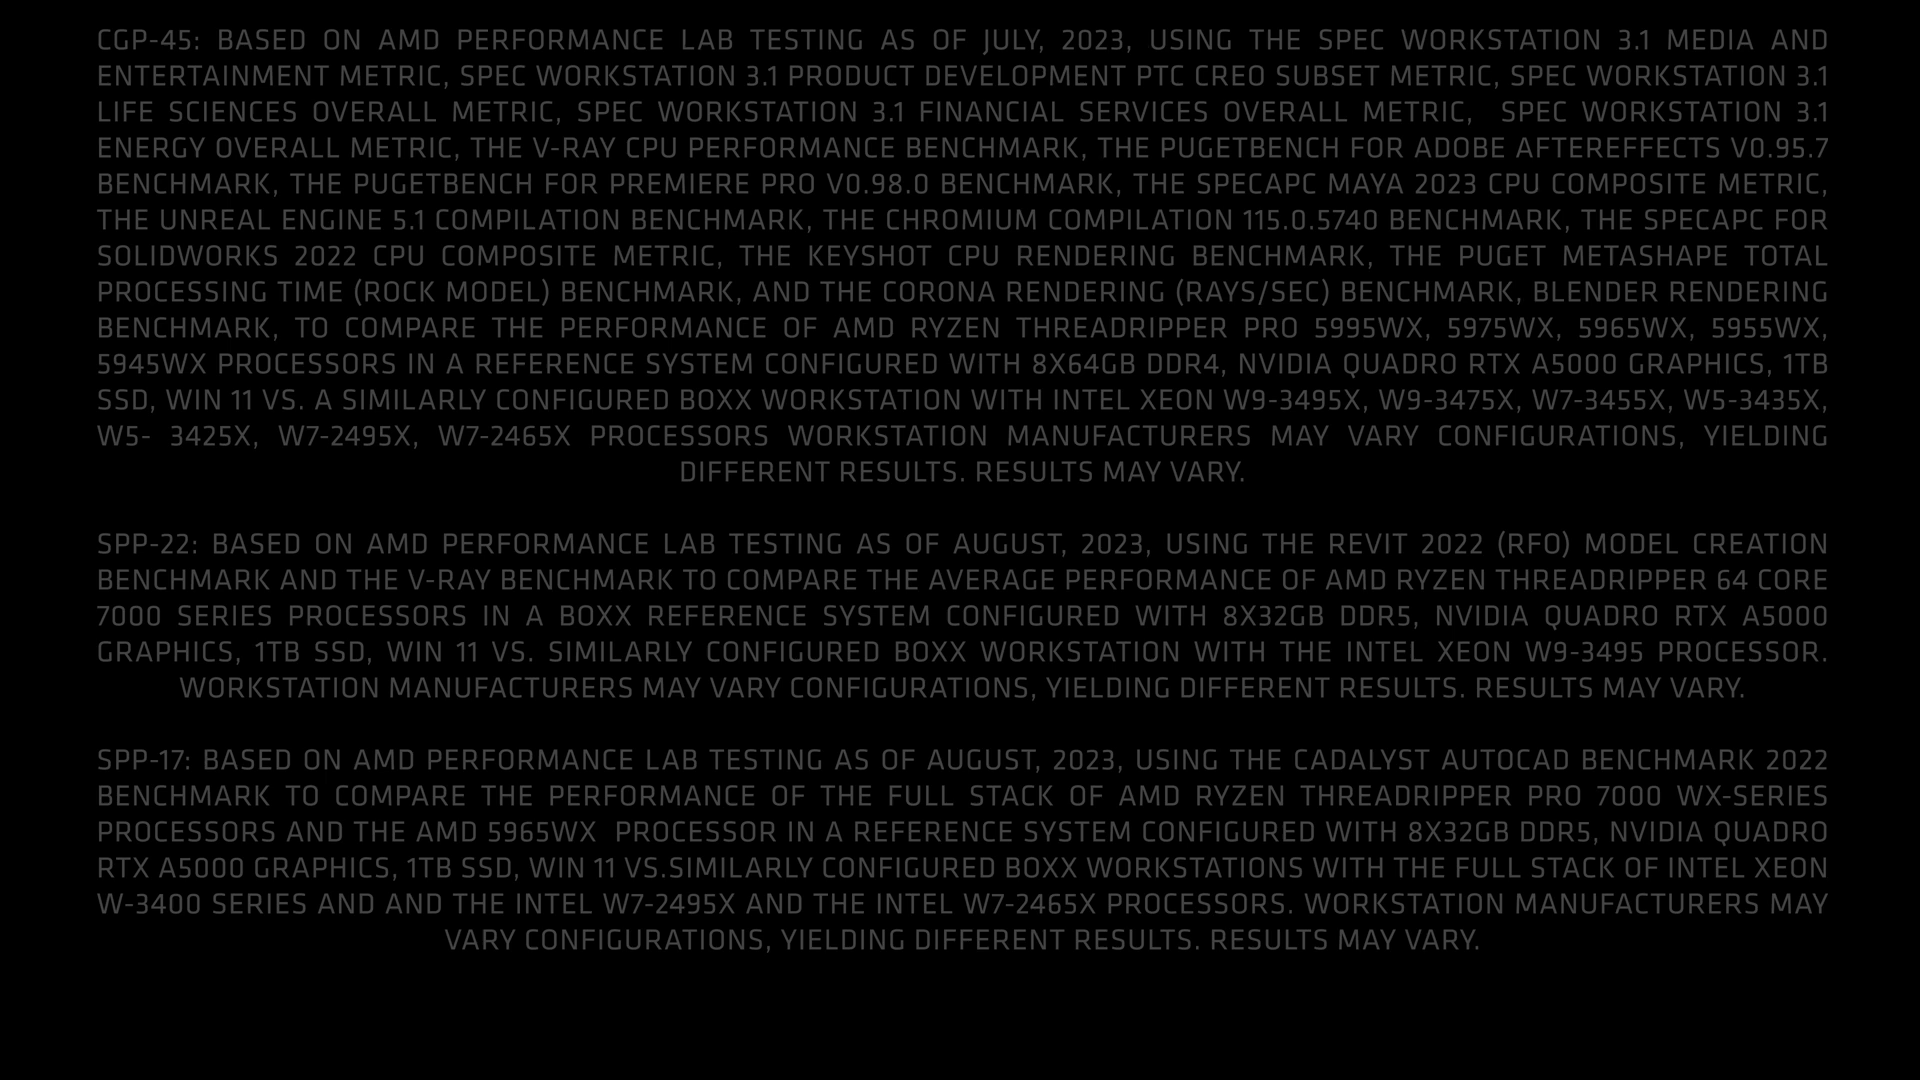 CGP-45: BASED ON AMD PERFORMANCE LAB TESTING AS OF JULY, 2023, USING THE SPEC WORKSTATION 3.1 MEDIA AND
ENTERTAINMENT METRIC, SPEC WORKSTATION 3.1 PRODUCT DEVELOPMENT PTC CREO SUBSET METRIC, SPEC WORKSTATION 3.1
LIFE SCIENCES OVERALL METRIC, SPEC WORKSTATION 3.1 FINANCIAL SERVICES OVERALL METRIC, SPEC WORKSTATION 3.1
ENERGY OVERALL METRIC, THE V-RAY CPU PERFORMANCE BENCHMARK, THE PUGETBENCH FOR ADOBE AFTEREFFECTS V0.95.7
BENCHMARK, THE PUGETBENCH FOR PREMIERE PRO V0.98.0 BENCHMARK, THE SPECAPC MAYA 2023 CPU COMPOSITE METRIC,
THE UNREAL ENGINE 5.1 COMPILATION BENCHMARK, THE CHROMIUM COMPILATION 115.0.5740 BENCHMARK, THE SPECAPC FOR
SOLIDWORKS 2022 CPU COMPOSITE METRIC, THE KEYSHOT CPU RENDERING BENCHMARK, THE PUGET METASHAPE TOTAL
PROCESSING TIME (ROCK MODEL) BENCHMARK, AND THE CORONA RENDERING (RAYS/SEC) BENCHMARK, BLENDER RENDERING
BENCHMARK, TO COMPARE THE PERFORMANCE OF AMD RYZEN THREADRIPPER PRO 5995WX, 5975WX, 5965WX, 5955WX,
5945WX PROCESSORS IN A REFERENCE SYSTEM CONFIGURED WITH 8X64GB DDR4, NVIDIA QUADRO RTX A5000 GRAPHICS, 1TB
SSD, WIN 11 VS. A SIMILARLY CONFIGURED BOXX WORKSTATION WITH INTEL XEON W9-3495X, W9-3475X, W7-3455X, W5-3435X,
W5- 3425X, W7-2495X, W7-2465X PROCESSORS WORKSTATION MANUFACTURERS MAY VARY CONFIGURATIONS, YIELDING
DIFFERENT RESULTS. RESULTS MAY VARY.
SPP-22: BASED ON AMD PERFORMANCE LAB TESTING AS OF AUGUST, 2023, USING THE REVIT 2022 (RFO) MODEL CREATION
BENCHMARK AND THE V-RAY BENCHMARK TO COMPARE THE AVERAGE PERFORMANCE OF AMD RYZEN THREADRIPPER 64 CORE
7000 SERIES PROCESSORS IN A BOXX REFERENCE SYSTEM CONFIGURED WITH 8X32GB DDR5, NVIDIA QUADRO RTX A5000
GRAPHICS, 1TB SSD, WIN 11 VS. SIMILARLY CONFIGURED BOXX WORKSTATION WITH THE INTEL XEON W9-3495 PROCESSOR.
WORKSTATION MANUFACTURERS MAY VARY CONFIGURATIONS, YIELDING DIFFERENT RESULTS. RESULTS MAY VARY.
SPP-17: BASED ON AMD PERFORMANCE LAB TESTING AS OF AUGUST, 2023, USING THE CADALYST AUTOCAD BENCHMARK 2022
BENCHMARK TO COMPARE THE PERFORMANCE OF THE FULL STACK OF AMD RYZEN THREADRIPPER PRO 7000 WX-SERIES
PROCESSORS AND THE AMD 5965WX PROCESSOR IN A REFERENCE SYSTEM CONFIGURED WITH 8X32GB DDR5, NVIDIA QUADRO
RTX A5000 GRAPHICS, 1TB SSD, WIN 11 VS.SIMILARLY CONFIGURED BOXX WORKSTATIONS WITH THE FULL STACK OF INTEL XEON
W-3400 SERIES AND AND THE INTEL W7-2495X AND THE INTEL W7-2465X PROCESSORS. WORKSTATION MANUFACTURERS MAY
VARY CONFIGURATIONS, YIELDING DIFFERENT RESULTS. RESULTS MAY VARY.